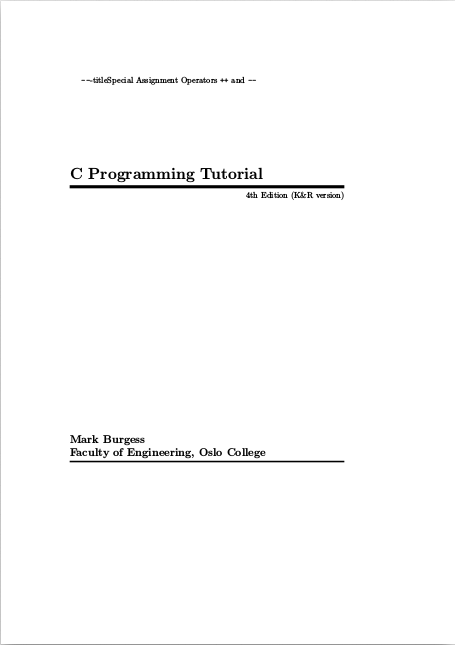 --~titleSpecial Assignment Operators ++ and --
C Programming Tutorial
4th Edition (K&R version)
Mark Burgess
Faculty of Engineering, Oslo College